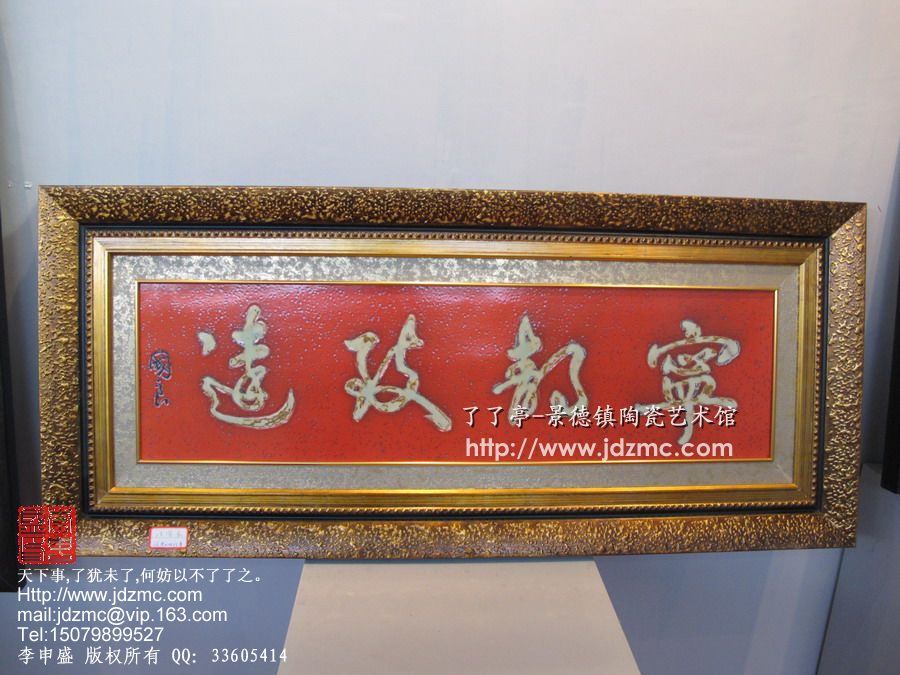 寧靜致遠
國良
了了亭-景德镇陶瓷艺术馆
http://www.jdzmc.com/
天下事,了犹未了,何妨以不了了之。
Http://www.jdzmc.com/
mail:jdzmc@vip.163.com
Tel:15079899527
李申盛 版权所有 QQ: 33605414